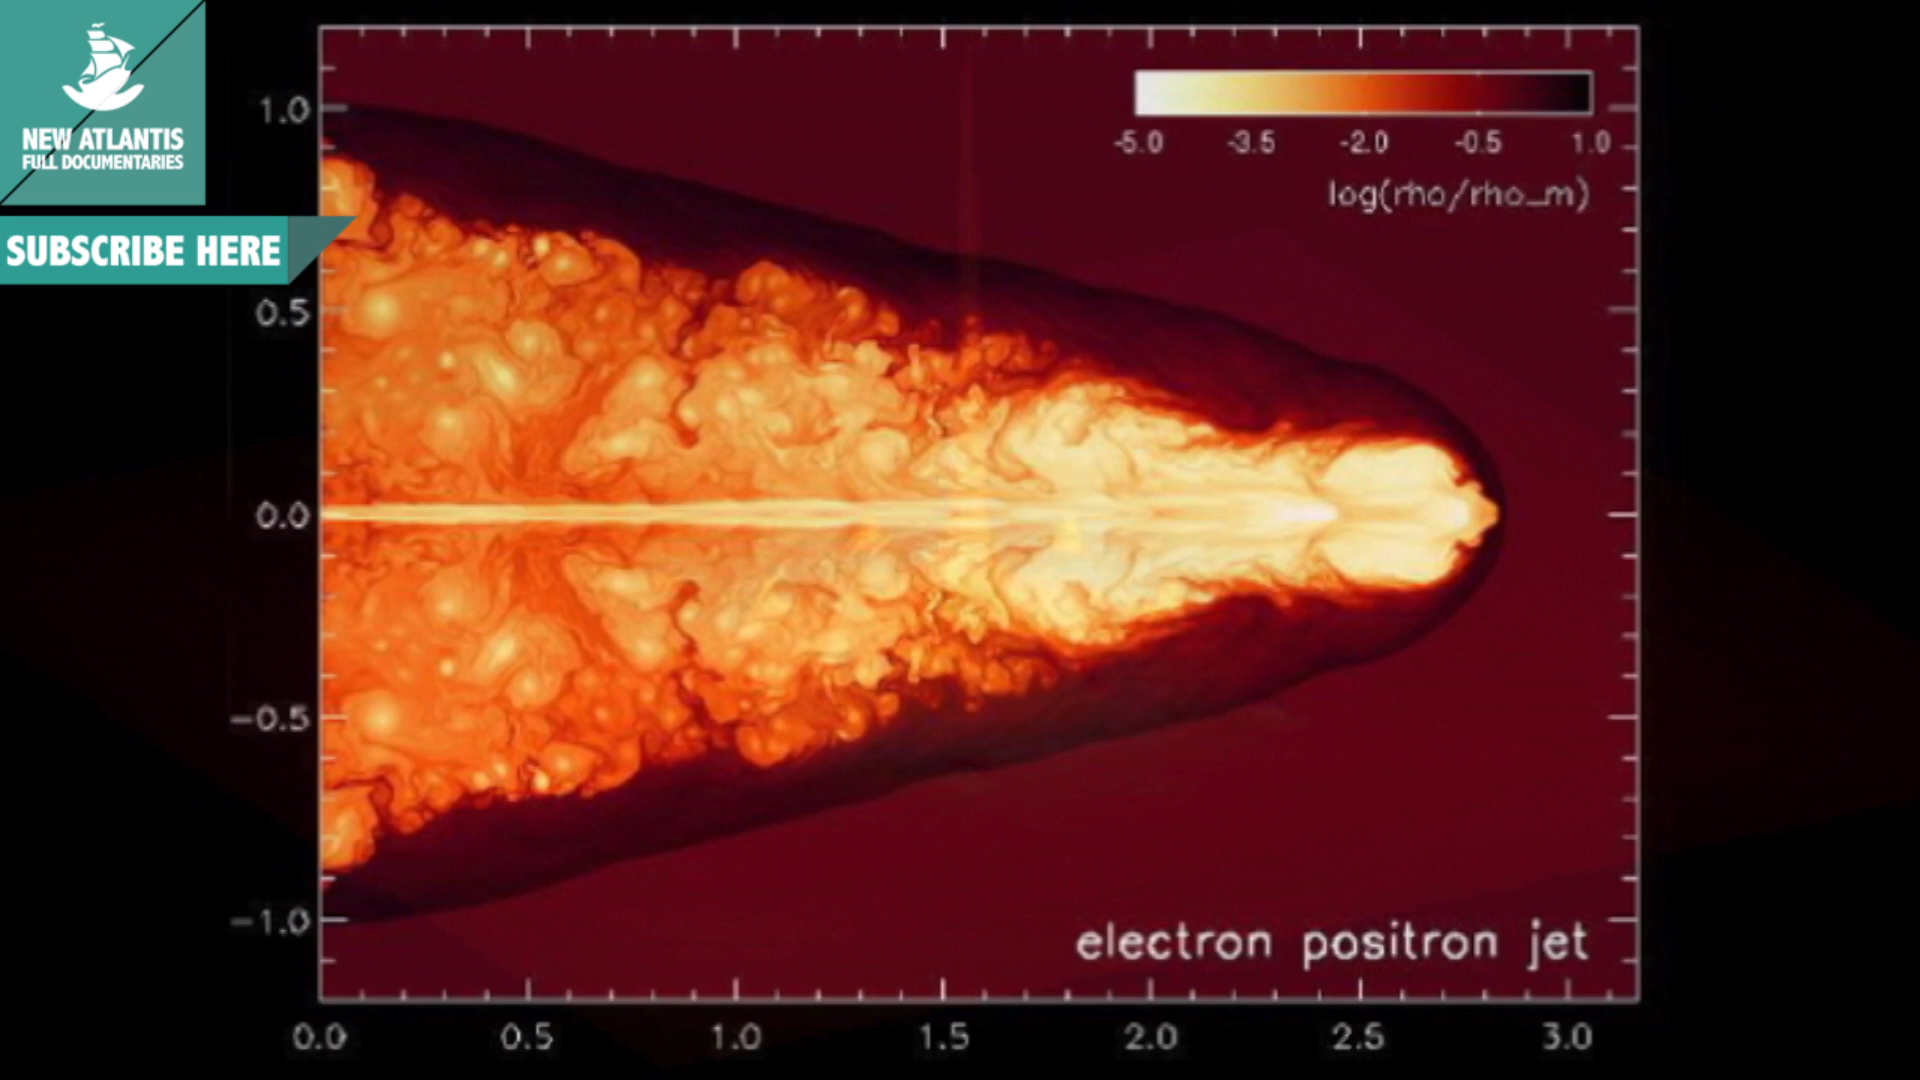 NEW ATLANTIS
FULL DOCUMENTARIES
SUBSCRIBE HERE
1.0
0.5
0.0
−0.5
−1.0
-5.0 -3.5 -2.0 -0.5 1.0
log(rho/rho_m)
electron positron jet
0.0 0.5 1.0 1.5 2.0 2.5 3.0